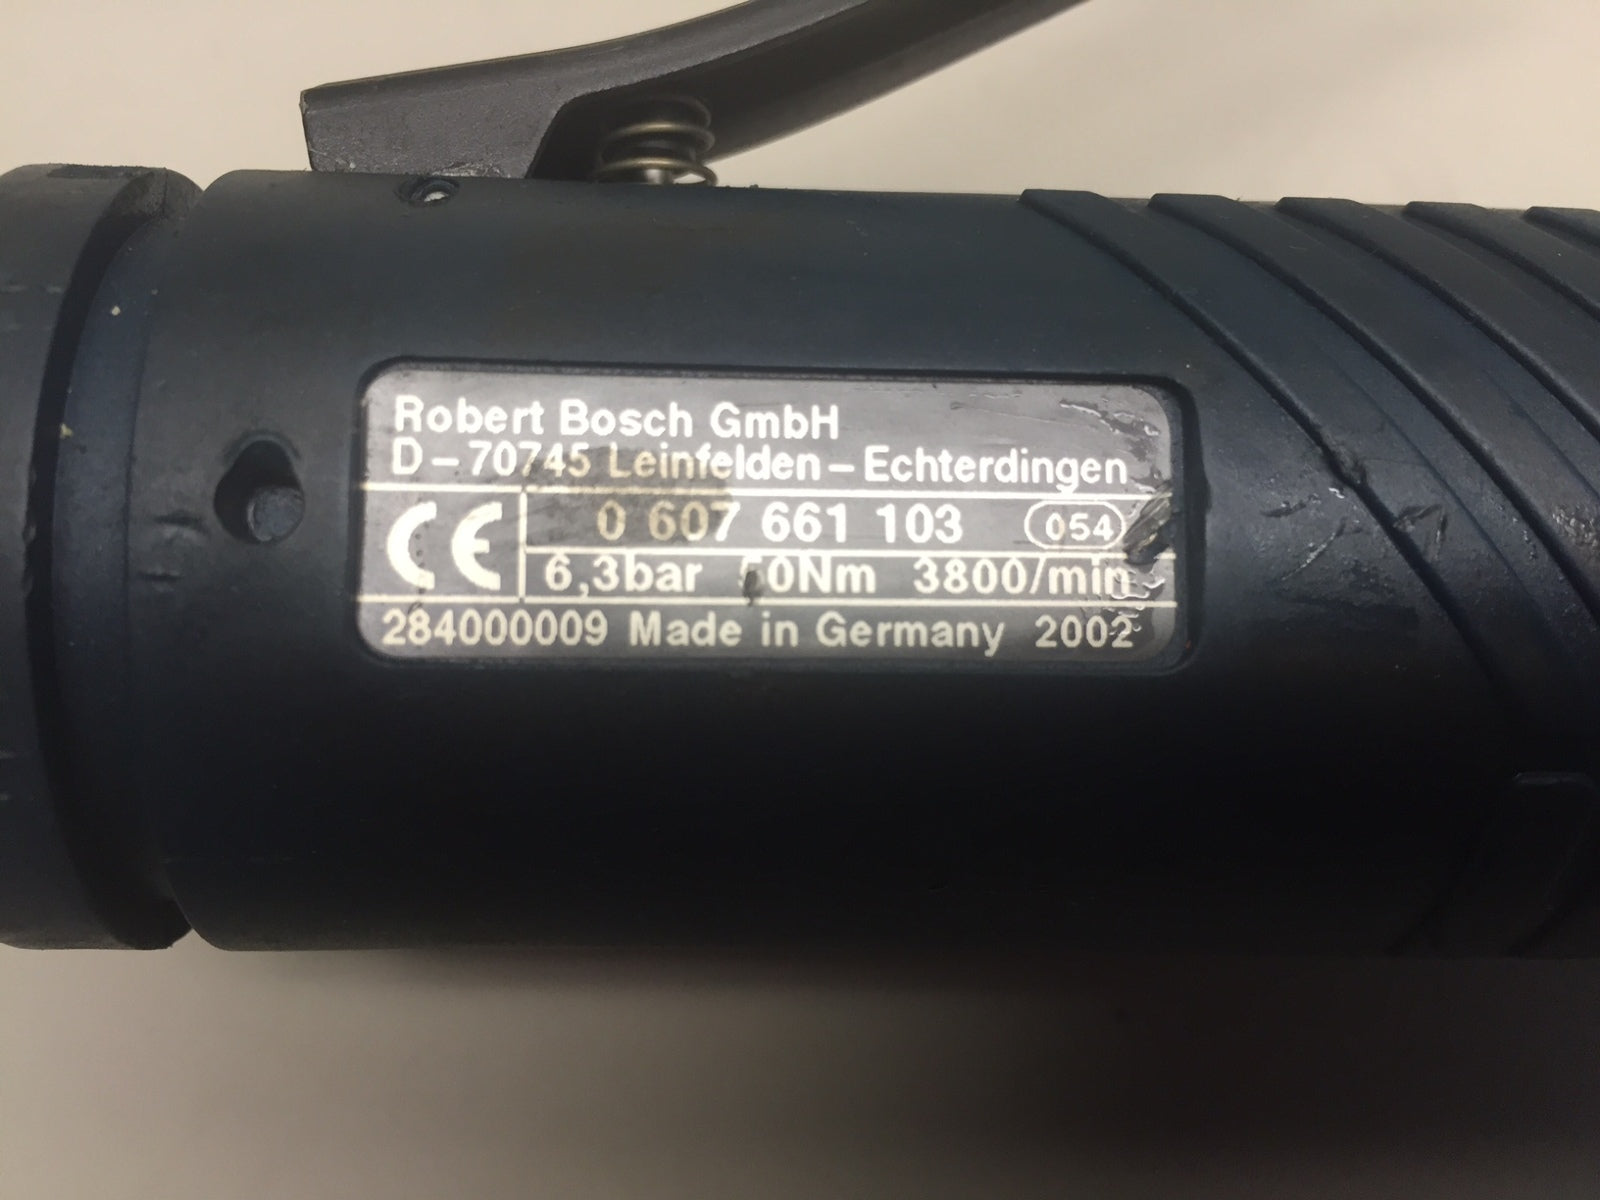 Robert Bosch GmbH
D-70745 Leinfelden-Echterdingen
CE 0 607 661 103 054
6,3bar 3800/min
284000009 Made in Germany 2002